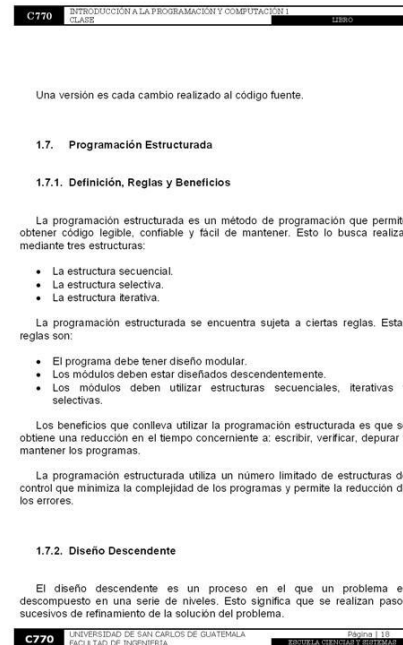 C770
INTRODUCCIÓN A LA PROGRAMACIÓN Y COMPUTACIÓN 1
CLASE
LIBRO
Una versión es cada cambio realizado al código fuente.
1.7. Programación Estructurada
1.7.1. Definición, Reglas y Beneficios
La programación estructurada es un método de programación que permit
obtener código legible, confiable y fácil de mantener. Esto lo busca realiza
mediante tres estructuras:
• La estructura secuencial.
• La estructura selectiva.
• La estructura iterativa.
La programación estructurada se encuentra sujeta a ciertas reglas. Esta
reglas son:
• El programa debe tener diseño modular.
• Los módulos deben estar diseñados descendentemente.
• Los módulos deben utilizar estructuras secuenciales, iterativas
selectivas.
Los beneficios que conlleva utilizar la programación estructurada es que s
obtiene una reducción en el tiempo concerniente a: escribir, verificar, depurar
mantener los programas.
La programación estructurada utiliza un número limitado de estructuras d
control que minimiza la complejidad de los programas y permite la reducción d
los errores.
1.7.2. Diseño Descendente
El diseño descendente es un proceso en el que un problema e
descompuesto en una serie de niveles. Esto significa que se realizan paso
sucesivos de refinamiento de la solución del problema.
C770
UNIVERSIDAD DE SAN CARLOS DE GUATEMALA
FACULTAD DE INGENIERIA
Página | 18
ESCUELA CIENCIAS Y SISTEMAS